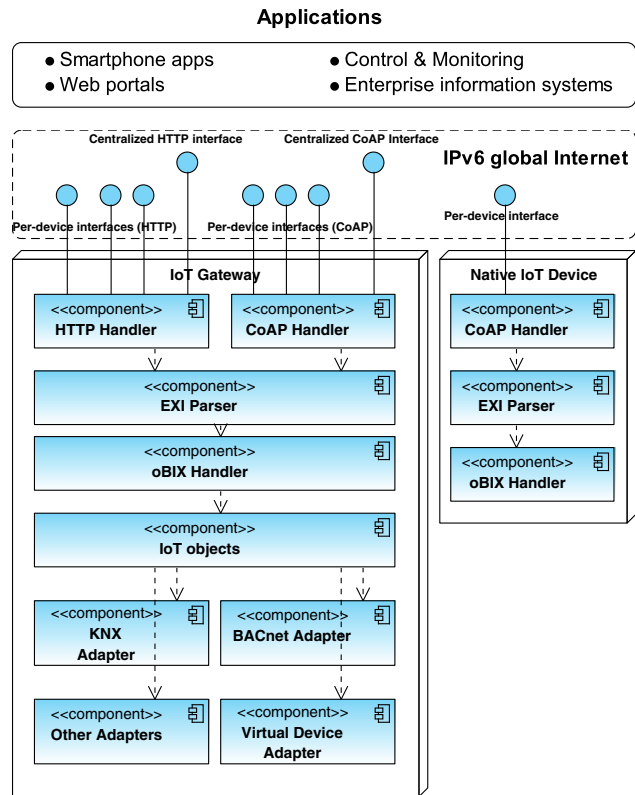 Applications
● Smartphone apps
● Control & Monitoring
● Web portals
● Enterprise information systems
Centralized HTTP interface
Centralized CoAP Interface
IPv6 global Internet
Per-device interfaces (HTTP)
Per-device interfaces (CoAP)
Per-device interface
IoT Gateway
<<component>>
HTTP Handler
<<component>>
CoAP Handler
<<component>>
EXI Parser
<<component>>
oBIX Handler
<<component>>
IoT objects
<<component>>
KNX
Adapter
<<component>>
BACnet Adapter
<<component>>
Other Adapters
<<component>>
Virtual Device
Adapter
Native IoT Device
<<component>>
CoAP Handler
<<component>>
EXI Parser
<<component>>
oBIX Handler